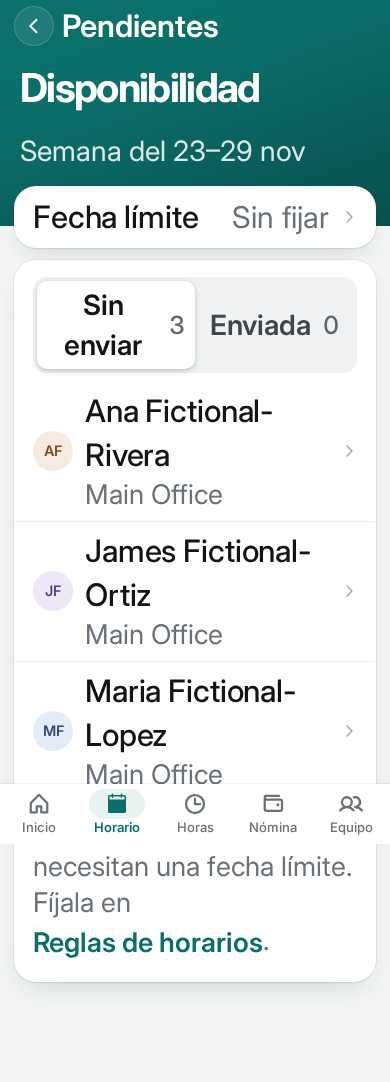 Pendientes
Disponibilidad
Semana del 23–29 nov
Fecha límite Sin fijar
Sin enviar 3 Enviada 0
AF
Ana Fictional-
Rivera
Main Office
JF
James Fictional-
Ortiz
Main Office
MF
Maria Fictional-
Lopez
Main Office
Inicio Horario Horas Nómina Equipo
necesitan una fecha límite.
Fíjala en
Reglas de horarios.